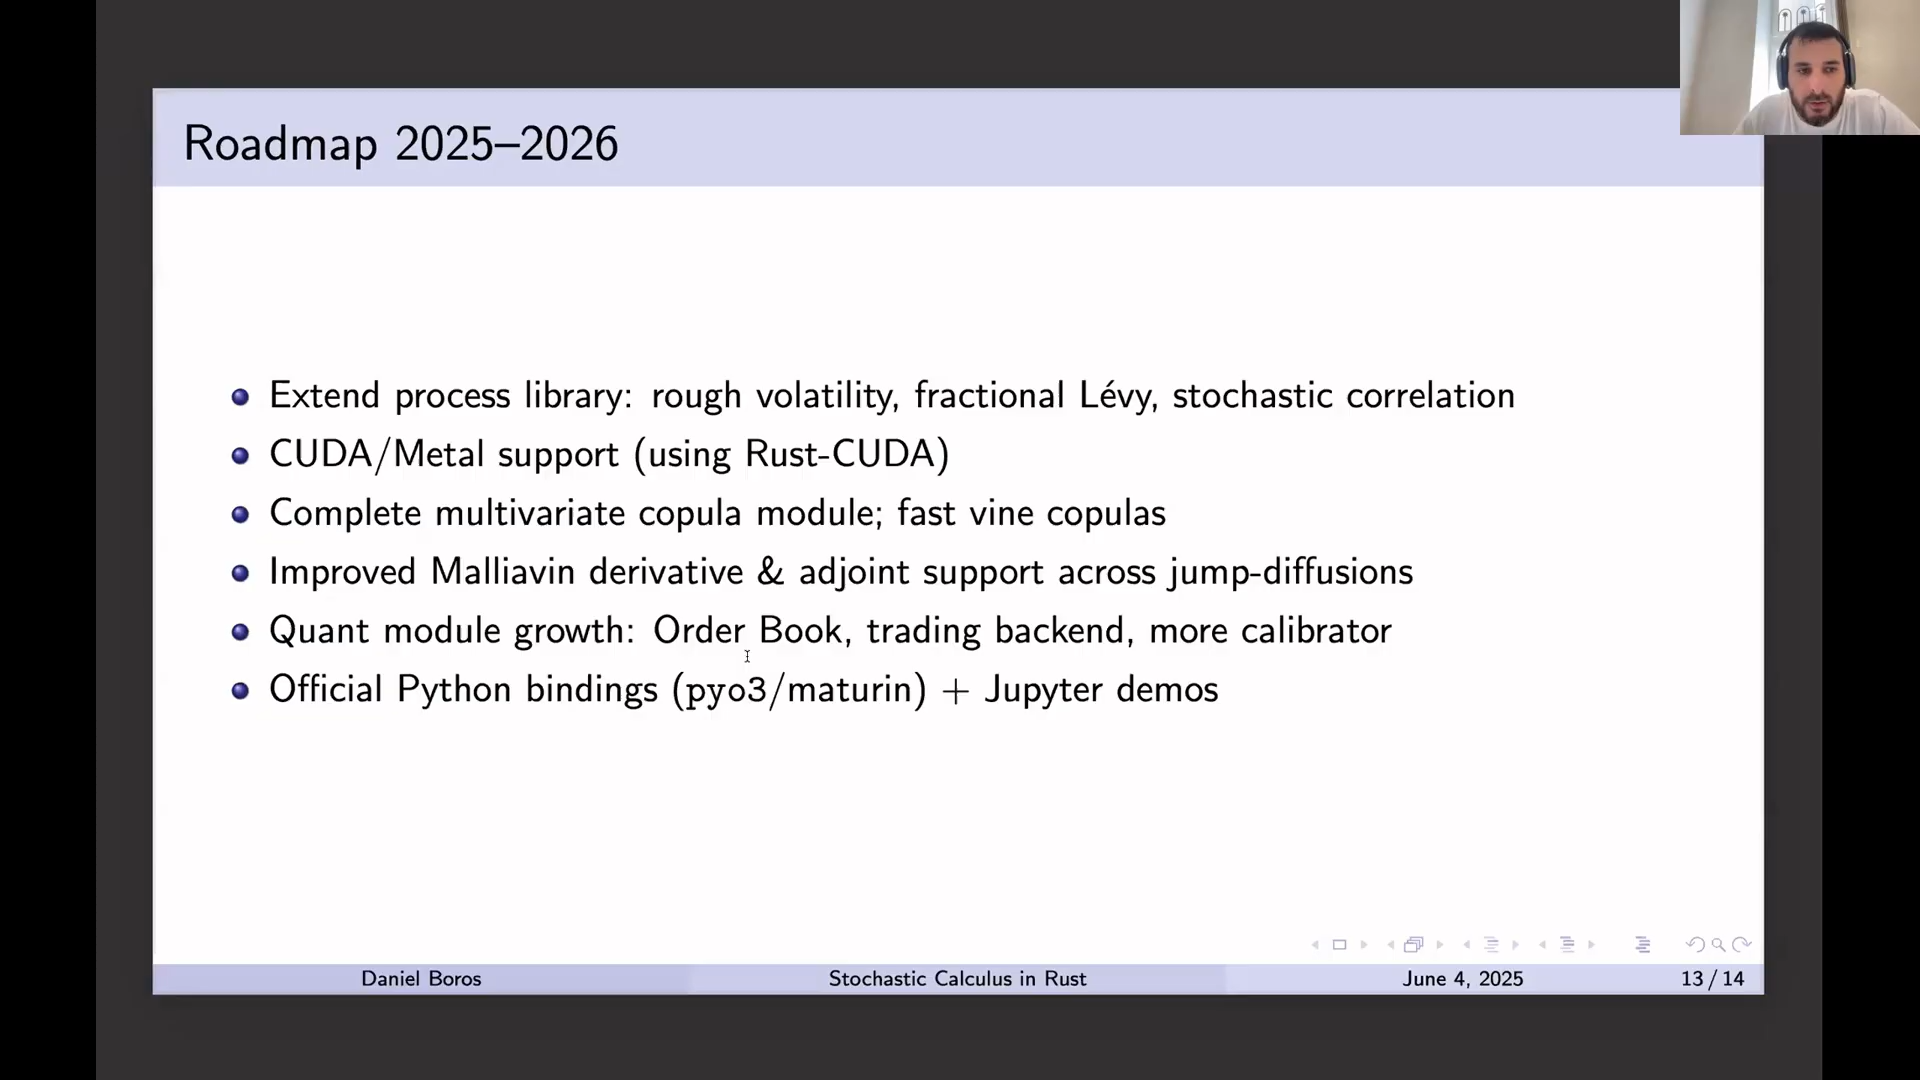 Roadmap 2025–2026
Extend process library: rough volatility, fractional Lévy, stochastic correlation
CUDA/Metal support (using Rust-CUDA)
Complete multivariate copula module; fast vine copulas
Improved Malliavin derivative & adjoint support across jump-diffusions
Quant module growth: Order Book, trading backend, more calibrator
Official Python bindings (pyo3/maturin) + Jupyter demos
Daniel Boros
Stochastic Calculus in Rust
June 4, 2025
13 / 14